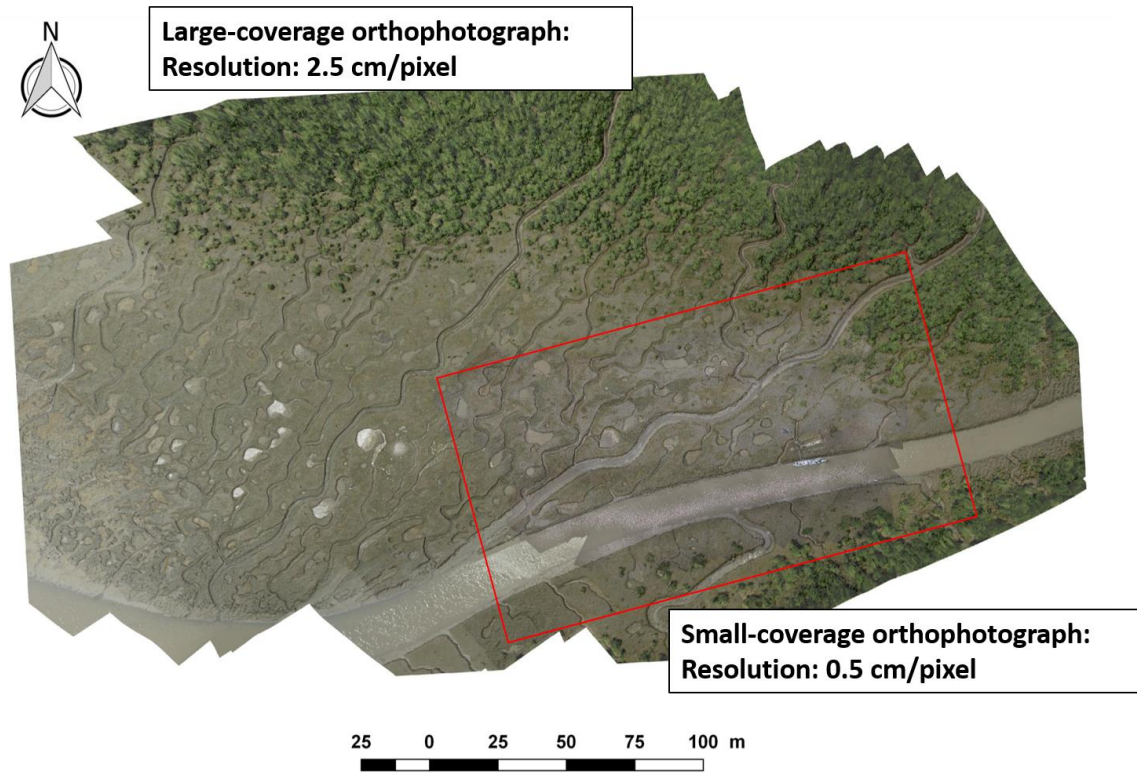 N
Large-coverage orthophotograph:
Resolution: 2.5 cm/pixel
Small-coverage orthophotograph:
Resolution: 0.5 cm/pixel
25 0 25 50 75 100 m